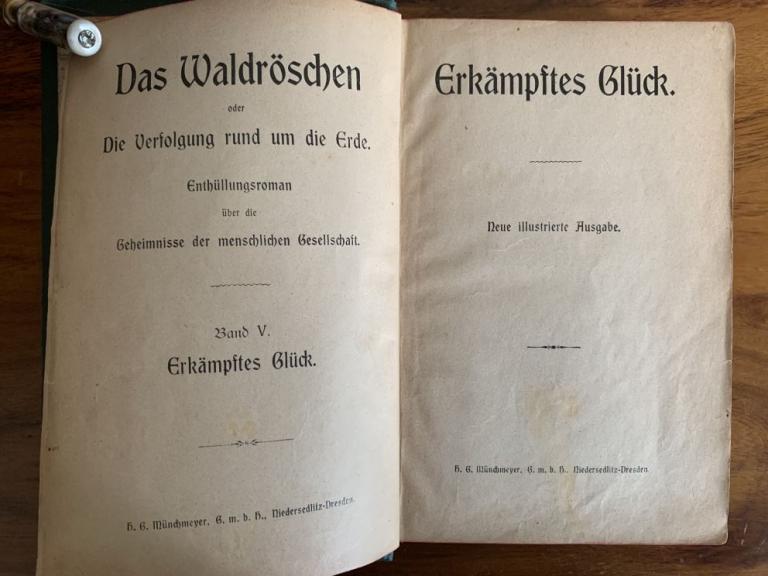 Das Waldröschen
oder
Die Verfolgung rund um die Erde.
Enthüllungsroman
über die
Geheimnisse der menschlichen Gesellschaft.
Band V.
Erkämpftes Glück.
H. G. Münchmeyer, G. m. b. H., Niedersedlitz-Dresden.
Erkämpftes Glück.
Neue illustrierte Ausgabe.
H. G. Münchmeyer, G. m. b. H., Niedersedlitz-Dresden